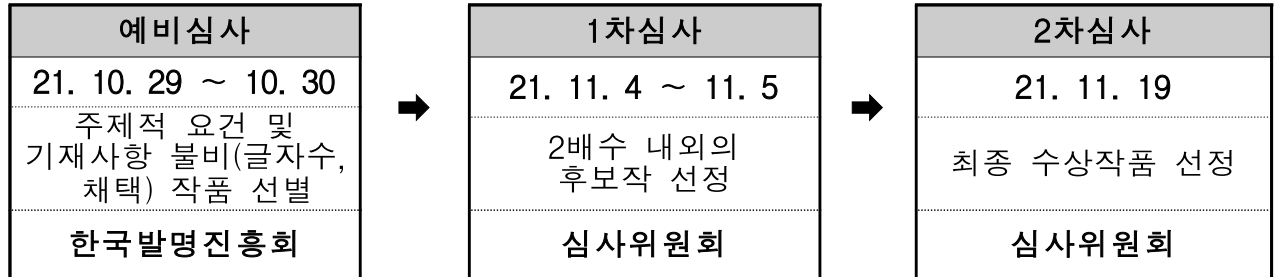 예비심사
21. 10. 29 ~ 10. 30
주제적 요건 및
기재사항 불비(글자수,
채택) 작품 선별
한국발명진흥회
➡
1차심사
21. 11. 4 ~ 11. 5
2배수 내외의
후보작 선정
심사위원회
➡
2차심사
21. 11. 19
최종 수상작품 선정
심사위원회